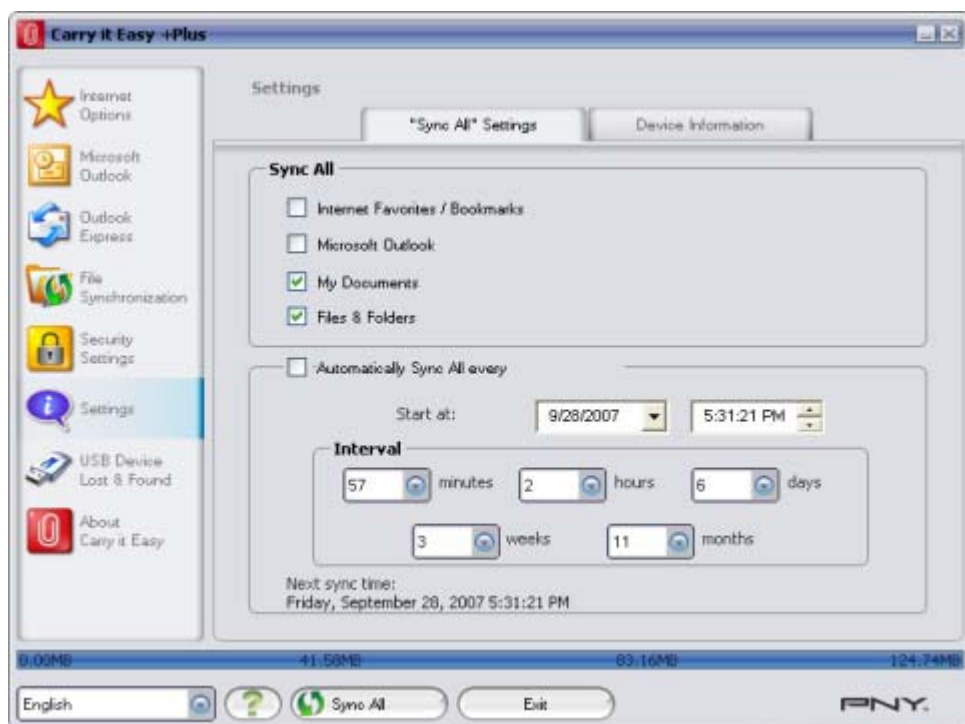 Carry it Easy +Plus
Internet
Options
Microsoft
Outlook
Outlook
Express
File
Synchronization
Security
Settings
Settings
USB Device
Lost & Found
About
Carry it Easy
Settings
"Sync All" Settings
Device Information
Sync All
Internet Favorites / Bookmarks
Microsoft Outlook
My Documents
Files & Folders
Automatically Sync All every
Start at: 9/28/2007 5:31:21 PM
Interval
57 minutes 2 hours 6 days
3 weeks 11 months
Next sync time:
Friday, September 28, 2007 5:31:21 PM
0.00MB 41.58MB 83.16MB 124.74MB
English ? Sync All Exit PNY.